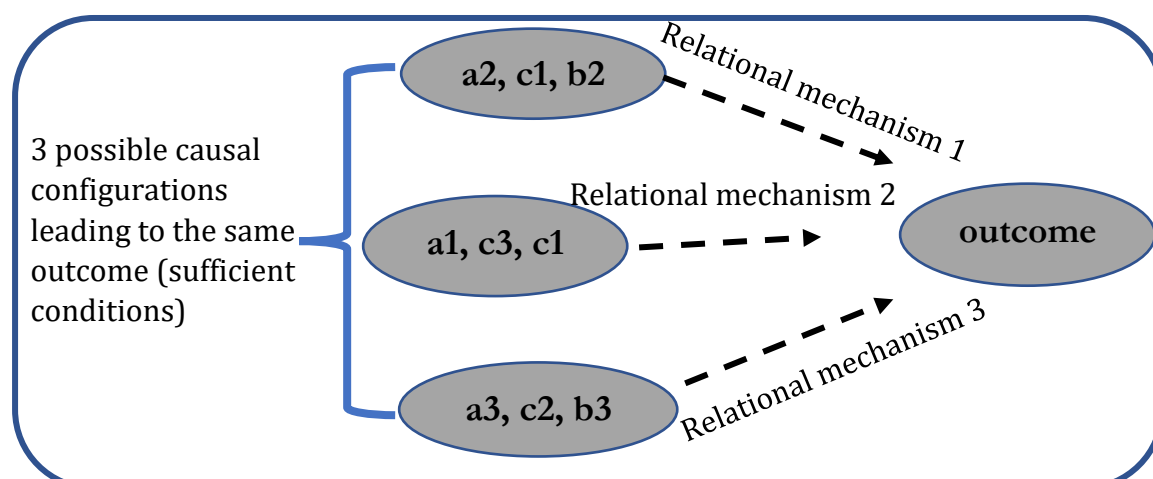 3 possible causal
configurations
leading to the same
outcome (sufficient
conditions)
a2, c1, b2
Relational mechanism 1
a1, c3, c1
Relational mechanism 2
a3, c2, b3
Relational mechanism 3
outcome